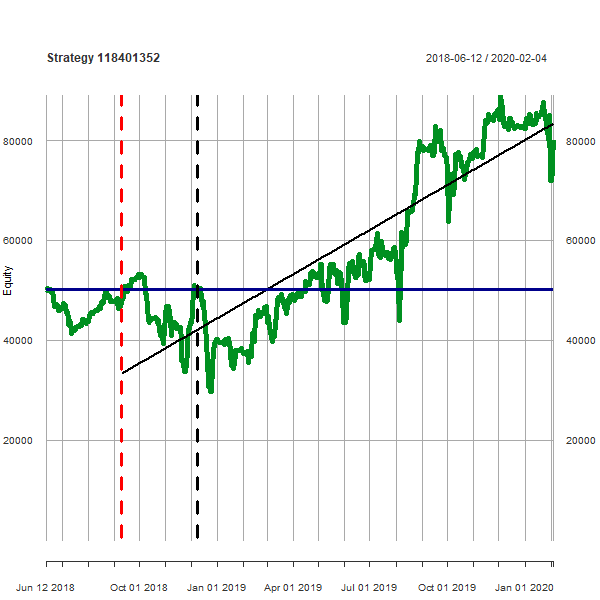 Strategy 118401352
2018-06-12 / 2020-02-04
Equity
80000
80000
60000
60000
40000
40000
20000
20000
Jun 12 2018
Oct 01 2018
Jan 01 2019
Apr 01 2019
Jul 01 2019
Oct 01 2019
Jan 01 2020